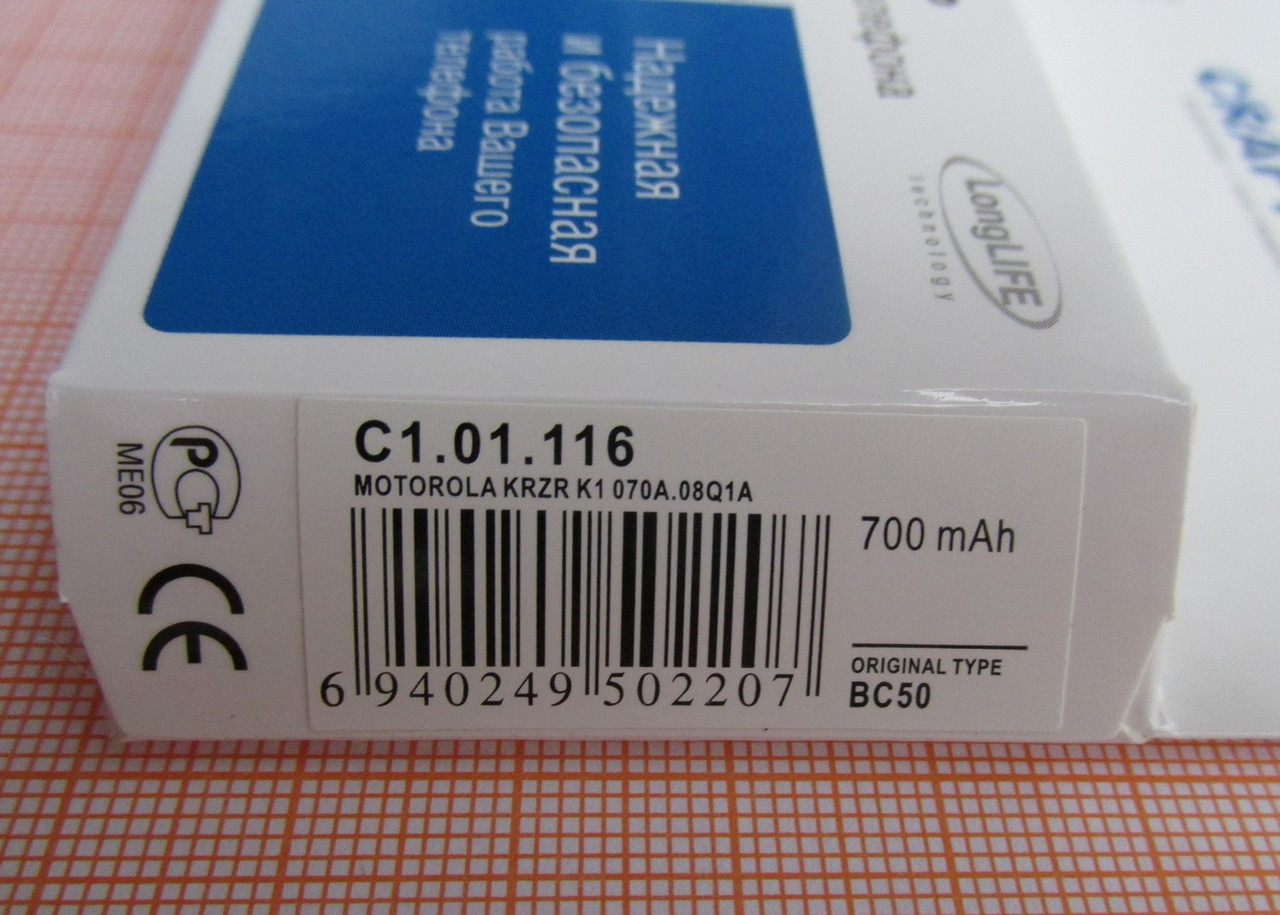 Надежная
и безопасная
работа Вашего
телефона
LongLIFE
technology
C1.01.116
MOTOROLA KRZR K1 070A.08Q1A
700 mAh
6 940249 502207
ORIGINAL TYPE
BC50
РСТ
ME06
CE